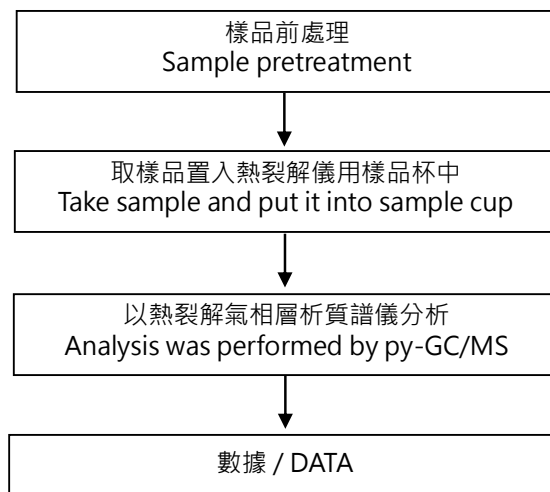 樣品前處理
Sample pretreatment
取樣品置入熱裂解儀用樣品杯中
Take sample and put it into sample cup
以熱裂解氣相層析質譜儀分析
Analysis was performed by py-GC/MS
數據 / DATA